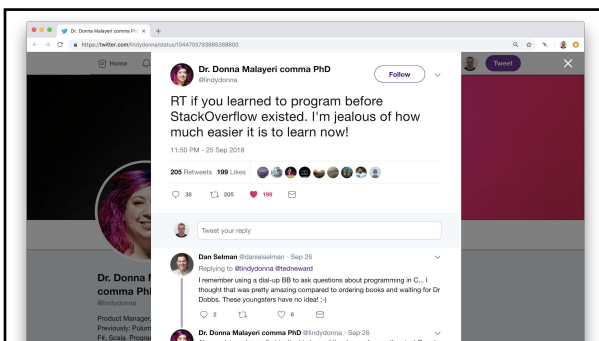 Dr. Donna Malayeri comma PhD
https://twitter.com/lindydonna/status/1044705793885388800
Home
Tweet
Dr. Donna Malayeri comma PhD
@lindydonna
Follow
RT if you learned to program before
StackOverflow existed. I'm jealous of how
much easier it is to learn now!
11:50 PM - 25 Sep 2018
205 Retweets 199 Likes
38 205 199
Tweet your reply
Dan Selman @danielselman · Sep 26
Replying to @lindydonna @tedneward
I remember using a dial-up BB to ask questions about programming in C... I
thought that was pretty amazing compared to ordering books and waiting for Dr
Dobbs. These youngsters have no idea! ;-)
2 6
Dr. Donna Malayeri comma PhD @lindydonna · Sep 26
Dr. Donna M
comma PhI
@lindydonna
Product Manager,
Previously: Pulum
F#, Scala. Program